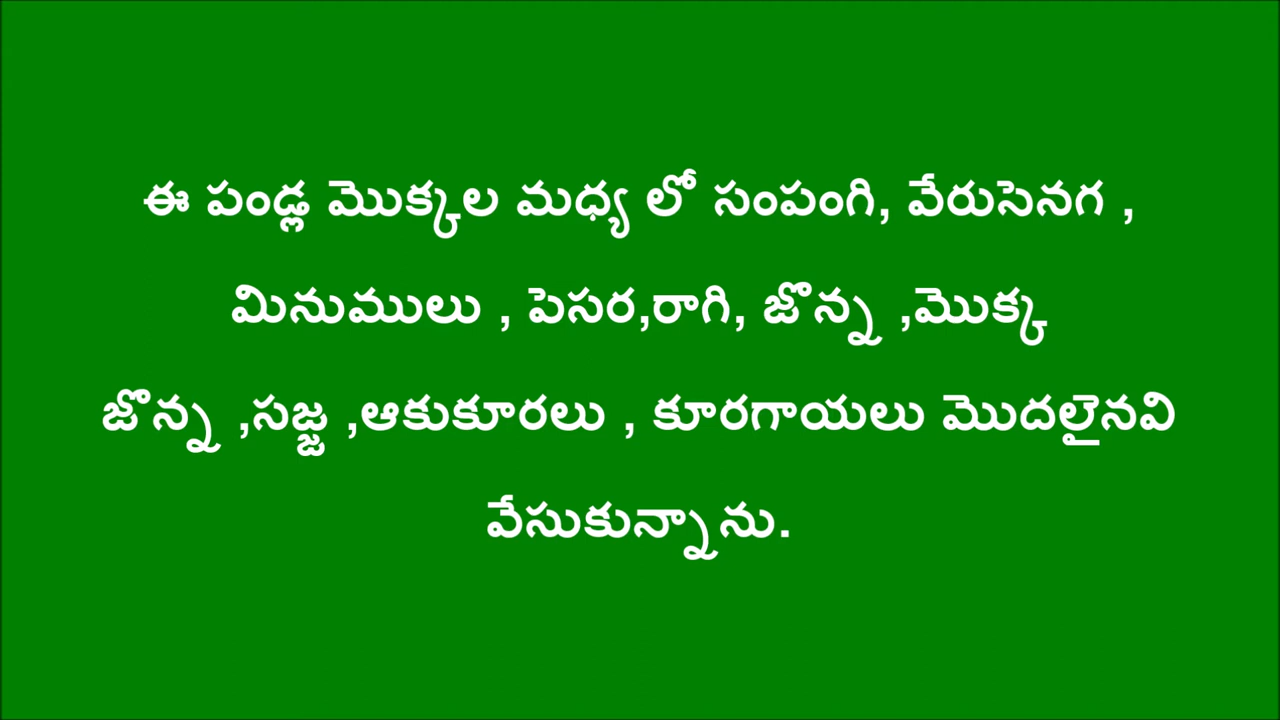 ఈ పండ్ల మొక్కల మధ్య లో సంపంగి, వేరుసెనగ ,
మినుములు , పెసర,రాగి, జొన్న ,మొక్క
జొన్న ,సజ్జ ,ఆకుకూరలు , కూరగాయలు మొదలైనవి
వేసుకున్నాను.